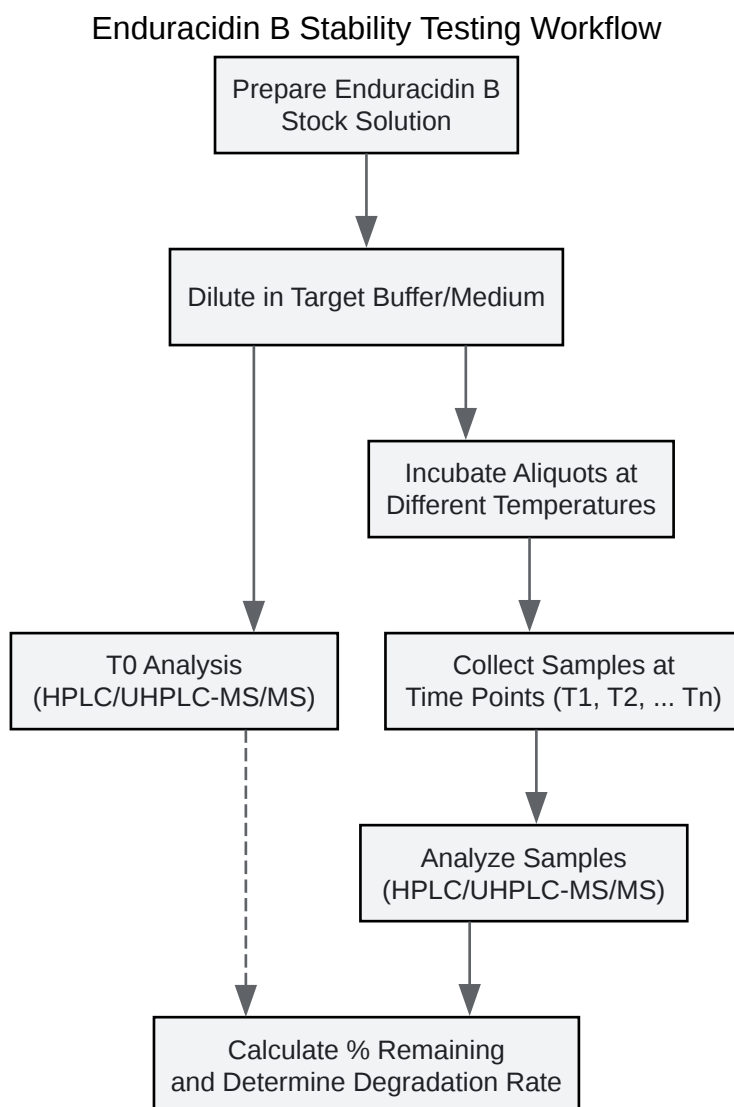 Enduracidin B Stability Testing Workflow
Prepare Enduracidin B
Stock Solution
Dilute in Target Buffer/Medium
Incubate Aliquots at
Different Temperatures
T0 Analysis
(HPLC/UHPLC-MS/MS)
Collect Samples at
Time Points (T1, T2, ... Tn)
Analyze Samples
(HPLC/UHPLC-MS/MS)
Calculate % Remaining
and Determine Degradation Rate